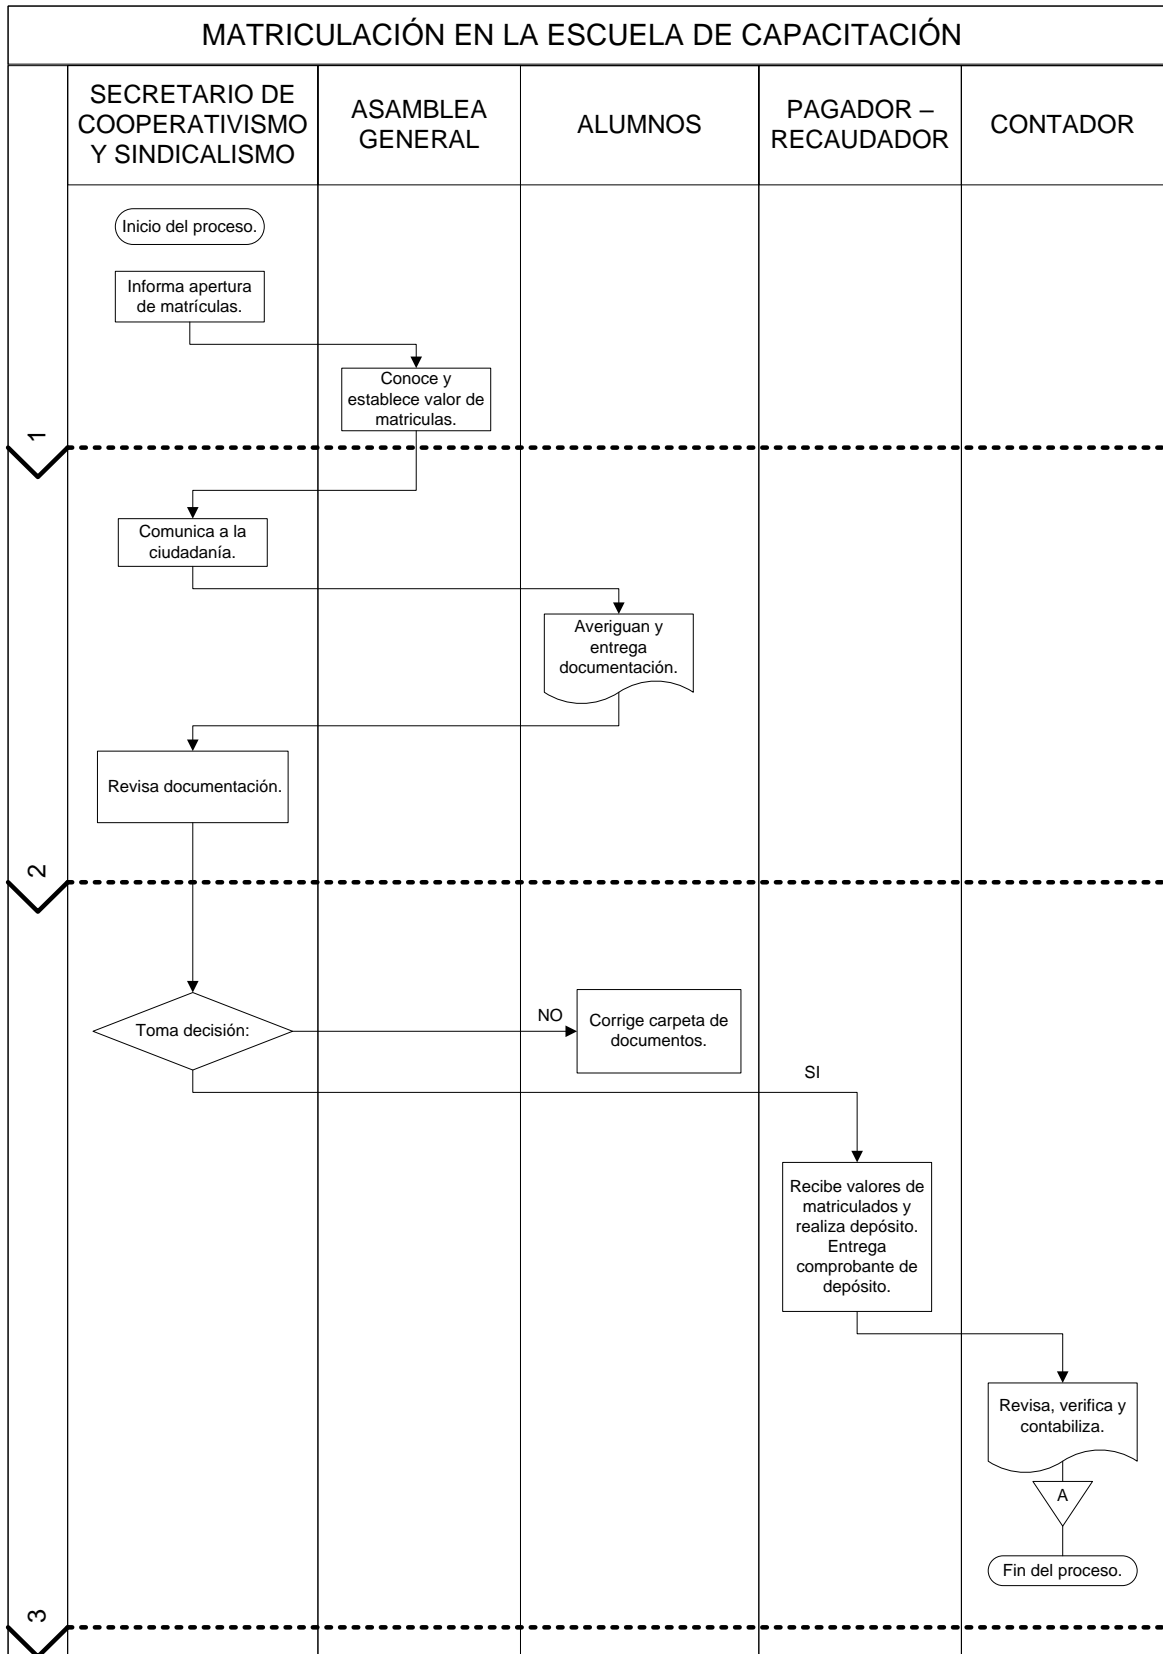 MATRICULACIÓN EN LA ESCUELA DE CAPACITACIÓN
SECRETARIO DE
COOPERATIVISMO
Y SINDICALISMO
ASAMBLEA
GENERAL
ALUMNOS
PAGADOR –
RECAUDADOR
CONTADOR
Inicio del proceso.
Informa apertura
de matrículas.
Conoce y
establece valor de
matriculas.
1
Comunica a la
ciudadanía.
Averiguan y
entrega
documentación.
Revisa documentación.
2
Toma decisión:
NO
Corrige carpeta de
documentos.
SI
Recibe valores de
matriculados y
realiza depósito.
Entrega
comprobante de
depósito.
Revisa, verifica y
contabiliza.
A
Fin del proceso.
3